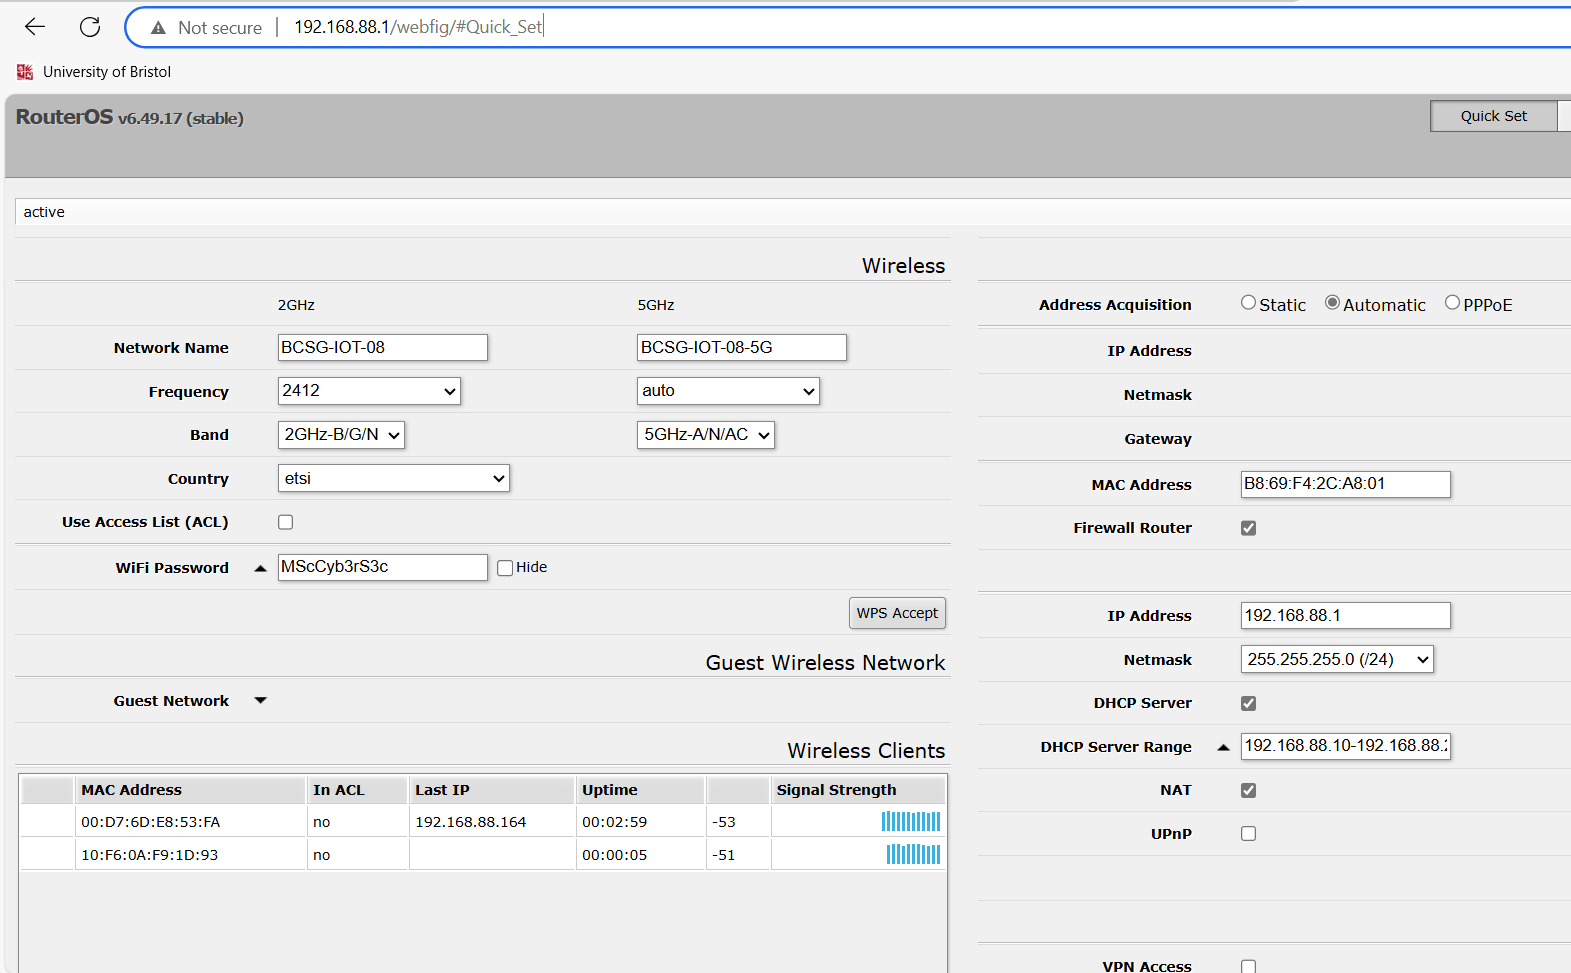 Not secure 192.168.88.1/webfig/#Quick_Set
University of Bristol
RouterOS v6.49.17 (stable)
Quick Set
active
Wireless
2GHz 5GHz
Network Name BCSG-IOT-08 BCSG-IOT-08-5G
Frequency 2412 auto
Band 2GHz-B/G/N 5GHz-A/N/AC
Country etsi
Use Access List (ACL)
WiFi Password MScCyb3rS3c Hide
WPS Accept
Guest Wireless Network
Guest Network
Wireless Clients
MAC Address In ACL Last IP Uptime Signal Strength
00:D7:6D:E8:53:FA no 192.168.88.164 00:02:59 -53
10:F6:0A:F9:1D:93 no 00:00:05 -51
Address Acquisition Static Automatic PPPoE
IP Address
Netmask
Gateway
MAC Address B8:69:F4:2C:A8:01
Firewall Router
IP Address 192.168.88.1
Netmask 255.255.255.0 (/24)
DHCP Server
DHCP Server Range 192.168.88.10-192.168.88.
NAT
UPnP
VPN Access